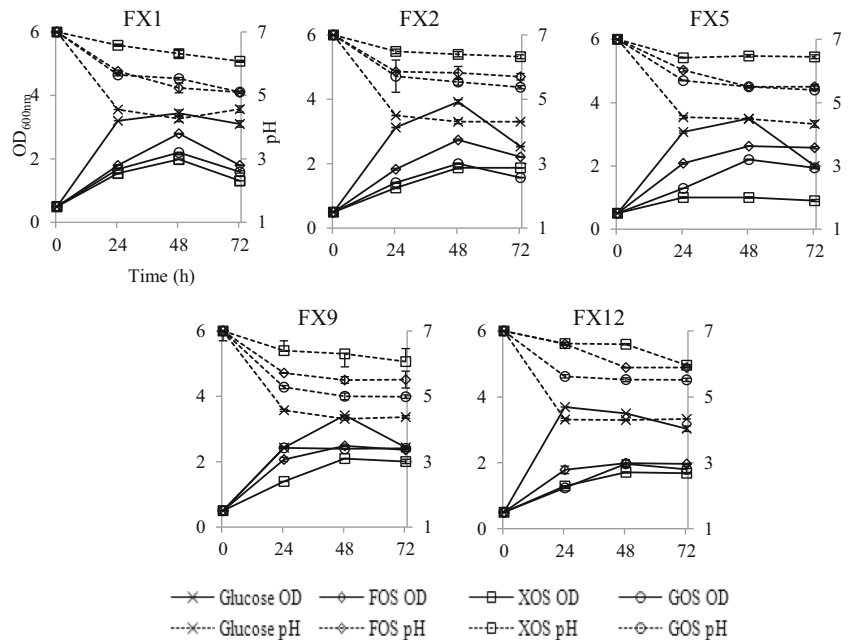 FX1 FX2 FX5
6 7 6 7 6 7
4 5 4 5 4 5
OD600nm pH
2 3 2 3 2 3
0 1 0 1 0 1
0 24 48 72 0 24 48 72 0 24 48 72
Time (h)
FX9 FX12
6 7 6 7
4 5 4 5
2 3 2 3
0 1 0 1
0 24 48 72 0 24 48 72
Glucose OD FOS OD XOS OD GOS OD
Glucose pH FOS pH XOS pH GOS pH